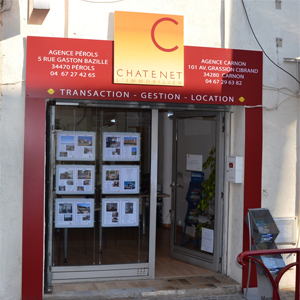 C
CHATENET
immobilier
AGENCE PÉROLS
5 RUE GASTON BAZILLE
34470 PÉROLS
04 67 27 42 65
AGENCE CARNON
101 AV. GRASSION CIBRAND
34280 CARNON
04 67 29 63 82
TRANSACTION - GESTION - LOCATION